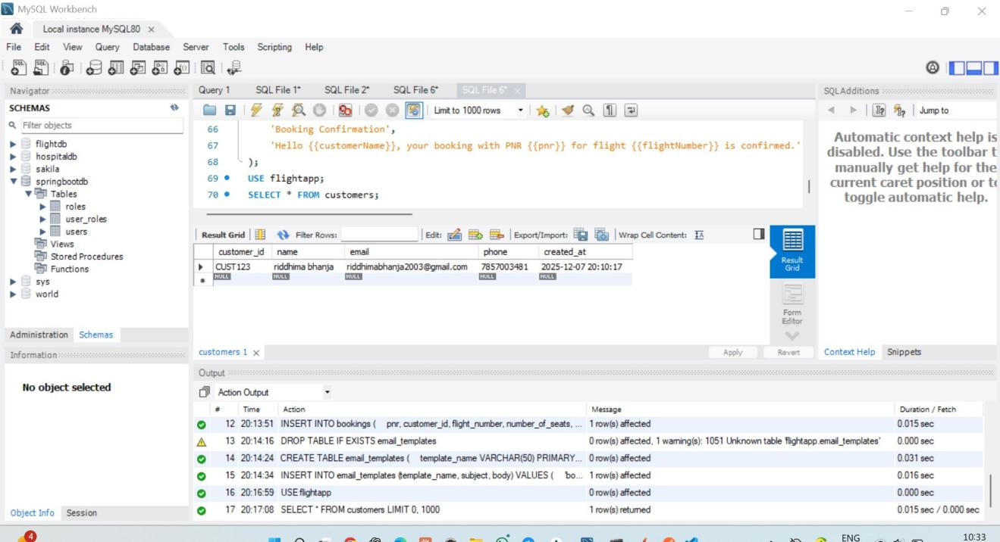 MySQL Workbench
Local instance MySQL80
File Edit View Query Database Server Tools Scripting Help
Navigator
SCHEMAS
Filter objects
flightdb
hospitaldb
sakila
springbootdb
Tables
roles
user_roles
users
Views
Stored Procedures
Functions
sys
world
Administration Schemas
Information
No object selected
Object Info Session
Query 1 SQL File 1* SQL File 2* SQL File 6* SQL File 6*
Limit to 1000 rows
66 'Booking Confirmation',
67 'Hello {{customerName}}, your booking with PNR {{pnr}} for flight {{flightNumber}} is confirmed.'
68 );
69 USE flightapp;
70 SELECT * FROM customers;
Result Grid Filter Rows: Edit: Export/Import: Wrap Cell Content:
customer_id name email phone created_at
CUST123 riddhima bhanja riddhimabhanja2003@gmail.com 7857003481 2025-12-07 20:10:17
NULL NULL NULL NULL NULL
Result Grid
Form Editor
customers 1 Apply Revert
SQLAdditions
Jump to
Automatic context help is
disabled. Use the toolbar t
manually get help for the
current caret position or to
toggle automatic help.
Context Help Snippets
Output
Action Output
# Time Action Message Duration / Fetch
12 20:13:51 INSERT INTO bookings ( pnr, customer_id, flight_number, number_of_seats, ... 1 row(s) affected 0.015 sec
13 20:14:16 DROP TABLE IF EXISTS email_templates 0 row(s) affected, 1 warning(s): 1051 Unknown table 'flightapp.email_templates' 0.000 sec
14 20:14:24 CREATE TABLE email_templates ( template_name VARCHAR(50) PRIMARY... 0 row(s) affected 0.031 sec
15 20:14:34 INSERT INTO email_templates (template_name, subject, body) VALUES ( 'bo... 1 row(s) affected 0.016 sec
16 20:16:59 USE flightapp 0 row(s) affected 0.000 sec
17 20:17:08 SELECT * FROM customers LIMIT 0, 1000 1 row(s) returned 0.015 sec / 0.000 sec
4
ENG
10:33